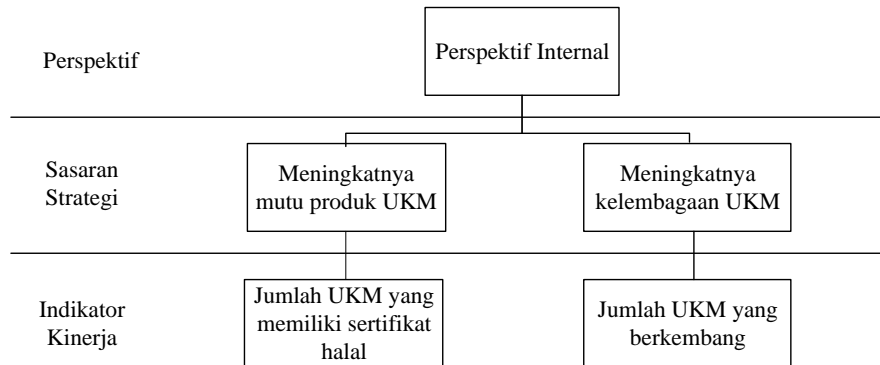 Perspektif
Perspektif Internal
Sasaran
Strategi
Meningkatnya
mutu produk UKM
Meningkatnya
kelembagaan UKM
Indikator
Kinerja
Jumlah UKM yang
memiliki sertifikat
halal
Jumlah UKM yang
berkembang